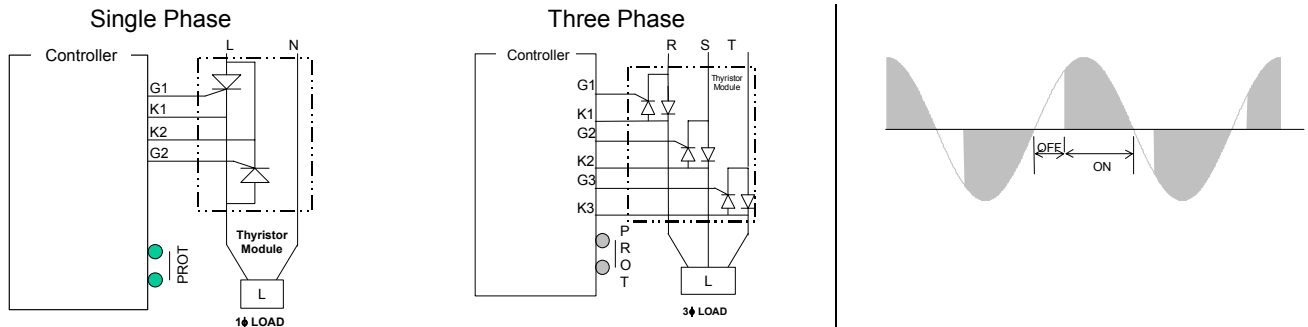 Single Phase
Controller
L N
G1
K1
K2
G2
PROT
Thyristor
Module
L
1ϕ LOAD
Three Phase
Controller
R S T
Thyristor
Module
G1
K1
G2
K2
G3
K3
PROT
L
3ϕ LOAD
OFF
ON